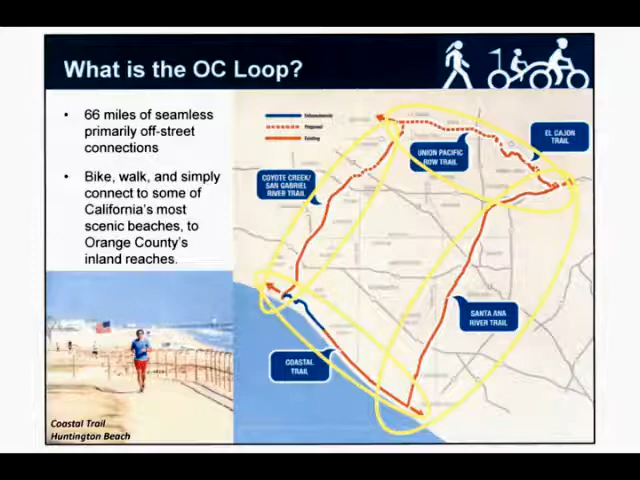 What is the OC Loop?
• 66 miles of seamless
primarily off-street
connections
• Bike, walk, and simply
connect to some of
California's most
scenic beaches, to
Orange County's
inland reaches.
Enhancements
Proposed
Existing
EL CAJON
TRAIL
UNION PACIFIC
ROW TRAIL
COYOTE CREEK/
SAN GABRIEL
RIVER TRAIL
SANTA ANA
RIVER TRAIL
COASTAL
TRAIL
Coastal Trail
Huntington Beach